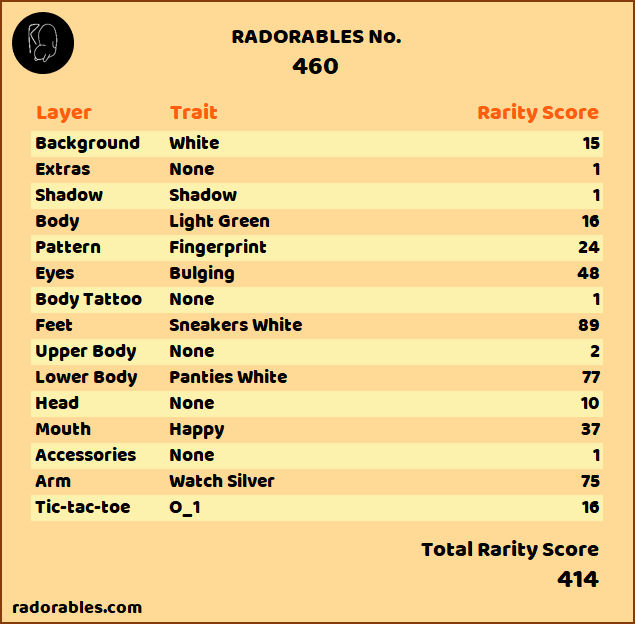 RADORABLES No.
460
Layer Trait Rarity Score
Background White 15
Extras None 1
Shadow Shadow 1
Body Light Green 16
Pattern Fingerprint 24
Eyes Bulging 48
Body Tattoo None 1
Feet Sneakers White 89
Upper Body None 2
Lower Body Panties White 77
Head None 10
Mouth Happy 37
Accessories None 1
Arm Watch Silver 75
Tic-tac-toe O_1 16
Total Rarity Score
414
radorables.com